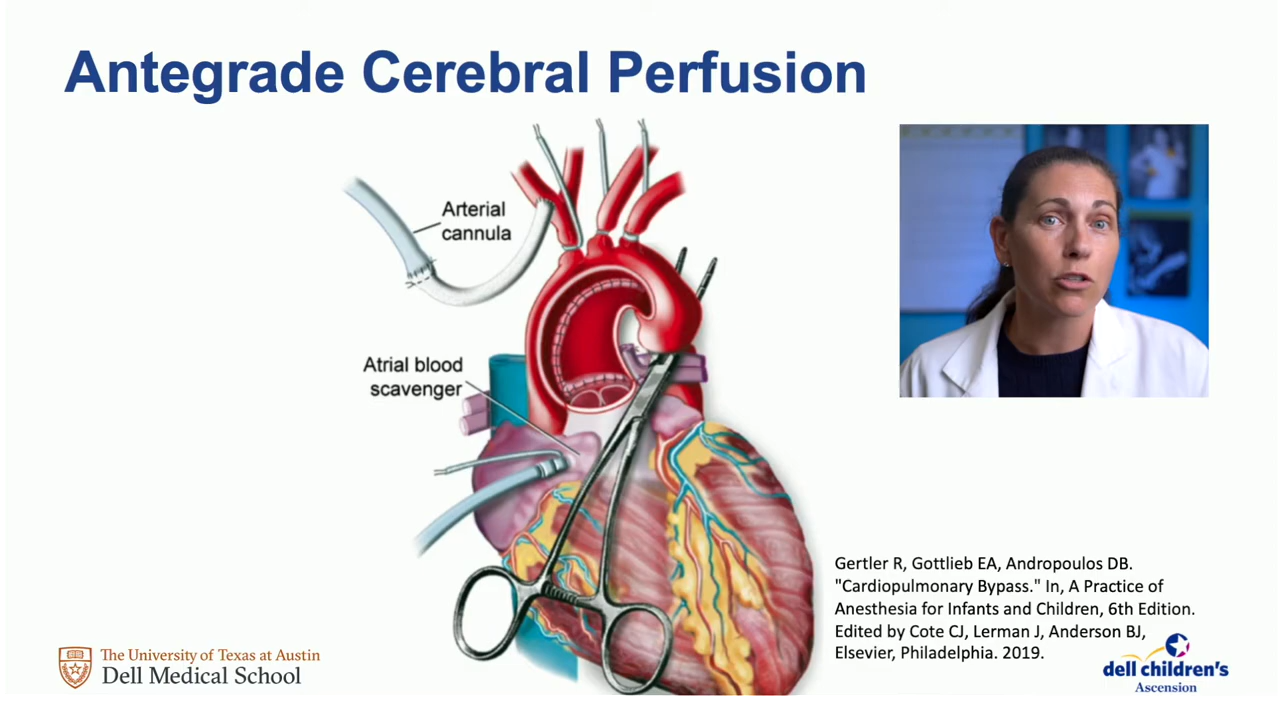 Antegrade Cerebral Perfusion
Arterial
cannula
Atrial blood
scavenger
Gertler R, Gottlieb EA, Andropoulos DB.
"Cardiopulmonary Bypass." In, A Practice of
Anesthesia for Infants and Children, 6th Edition.
Edited by Cote CJ, Lerman J, Anderson BJ,
Elsevier, Philadelphia. 2019.
The University of Texas at Austin
Dell Medical School
dell children's
Ascension